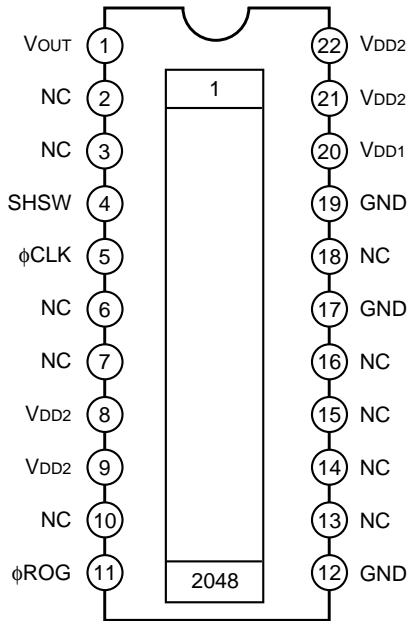 VOUT 1 22 VDD2
NC 2 1 21 VDD2
NC 3 20 VDD1
SHSW 4 19 GND
ϕCLK 5 18 NC
NC 6 17 GND
NC 7 16 NC
VDD2 8 15 NC
VDD2 9 14 NC
NC 10 13 NC
ϕROG 11 2048 12 GND